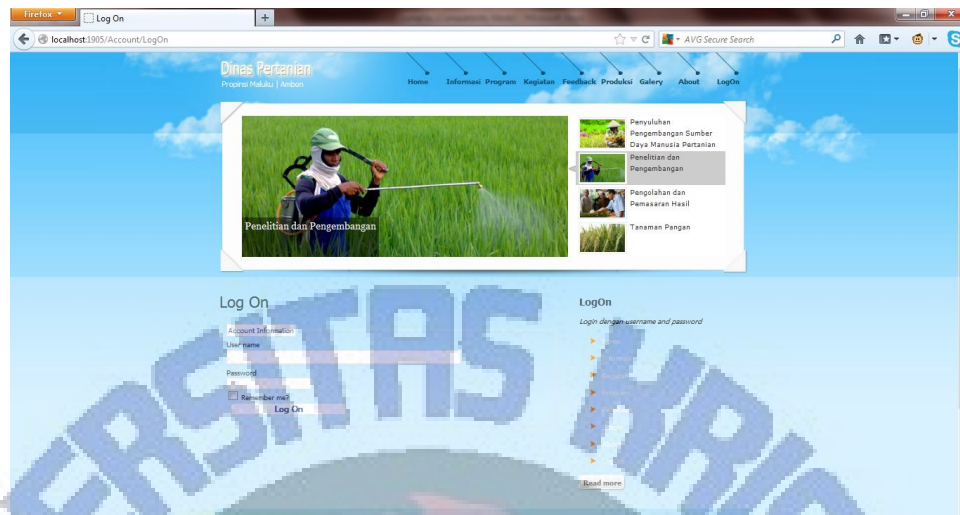 Firefox
Log On
localhost:1905/Account/LogOn
AVG Secure Search
Dinas Pertanian
Propinsi Maluku | Ambon
Home Informasi Program Kegiatan Feedback Produksi Galery About LogOn
Penelitian dan Pengembangan
Penyuluhan
Pengembangan Sumber
Daya Manusia Pertanian
Penelitian dan
Pengembangan
Pengolahan dan
Pemasaran Hasil
Tanaman Pangan
Log On
Account Information
User name
Password
Remember me?
Log On
LogOn
Login dengan username and password
Read more
ERSITAS KRIS